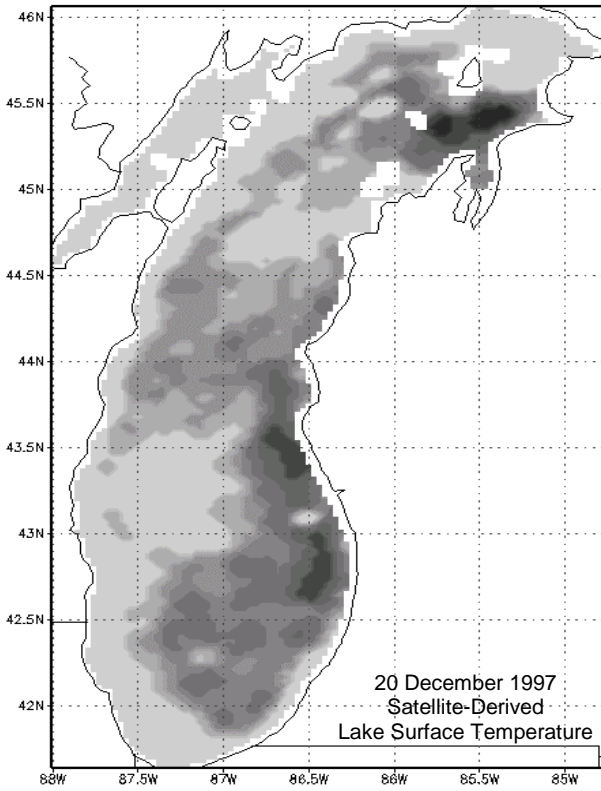 46N
45.5N
45N
44.5N
44N
43.5N
43N
42.5N
42N
20 December 1997
Satellite-Derived
Lake Surface Temperature
88W 87.5W 87W 86.5W 86W 85.5W 85W